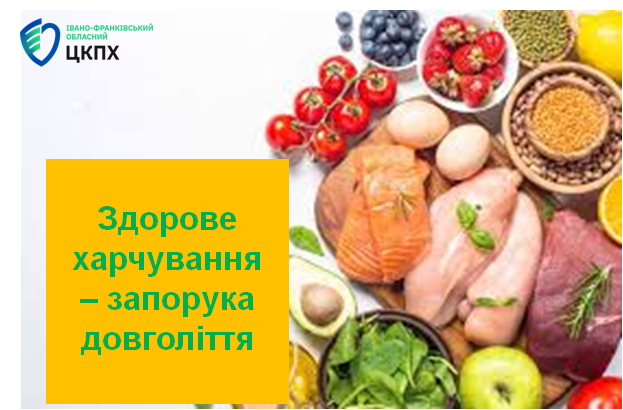 ІВАНО-ФРАНКІВСЬКИЙ
ОБЛАСНИЙ
ЦКПХ
Здорове
харчування
– запорука
довголіття